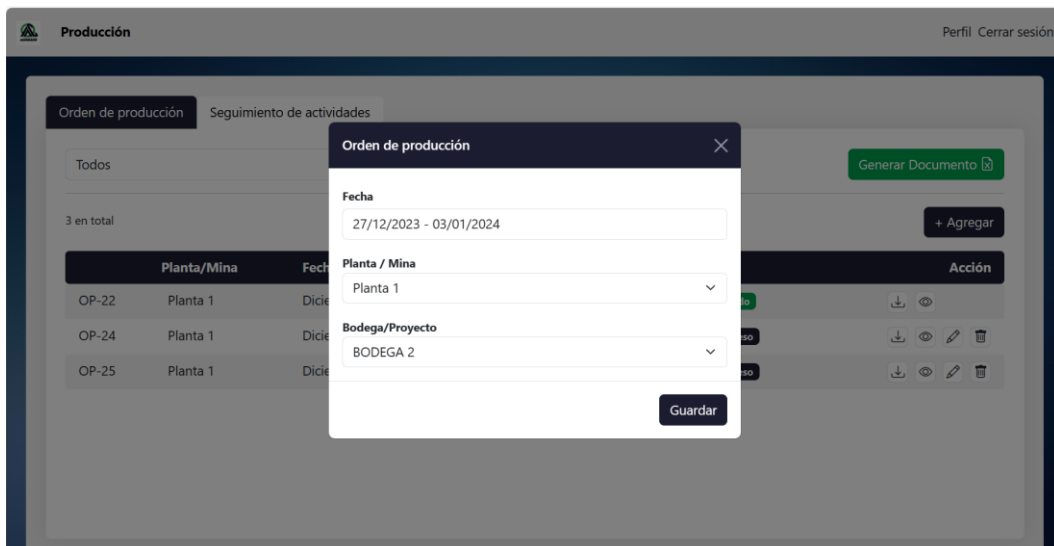 Producción
Perfil Cerrar sesión
Orden de producción Seguimiento de actividades
Orden de producción
Todos
Generar Documento
Fecha
27/12/2023 - 03/01/2024
3 en total
+ Agregar
Planta / Mina
Planta 1
Bodega/Proyecto
BODEGA 2
Guardar
Planta/Mina Acción
OP-22 Planta 1
OP-24 Planta 1
OP-25 Planta 1